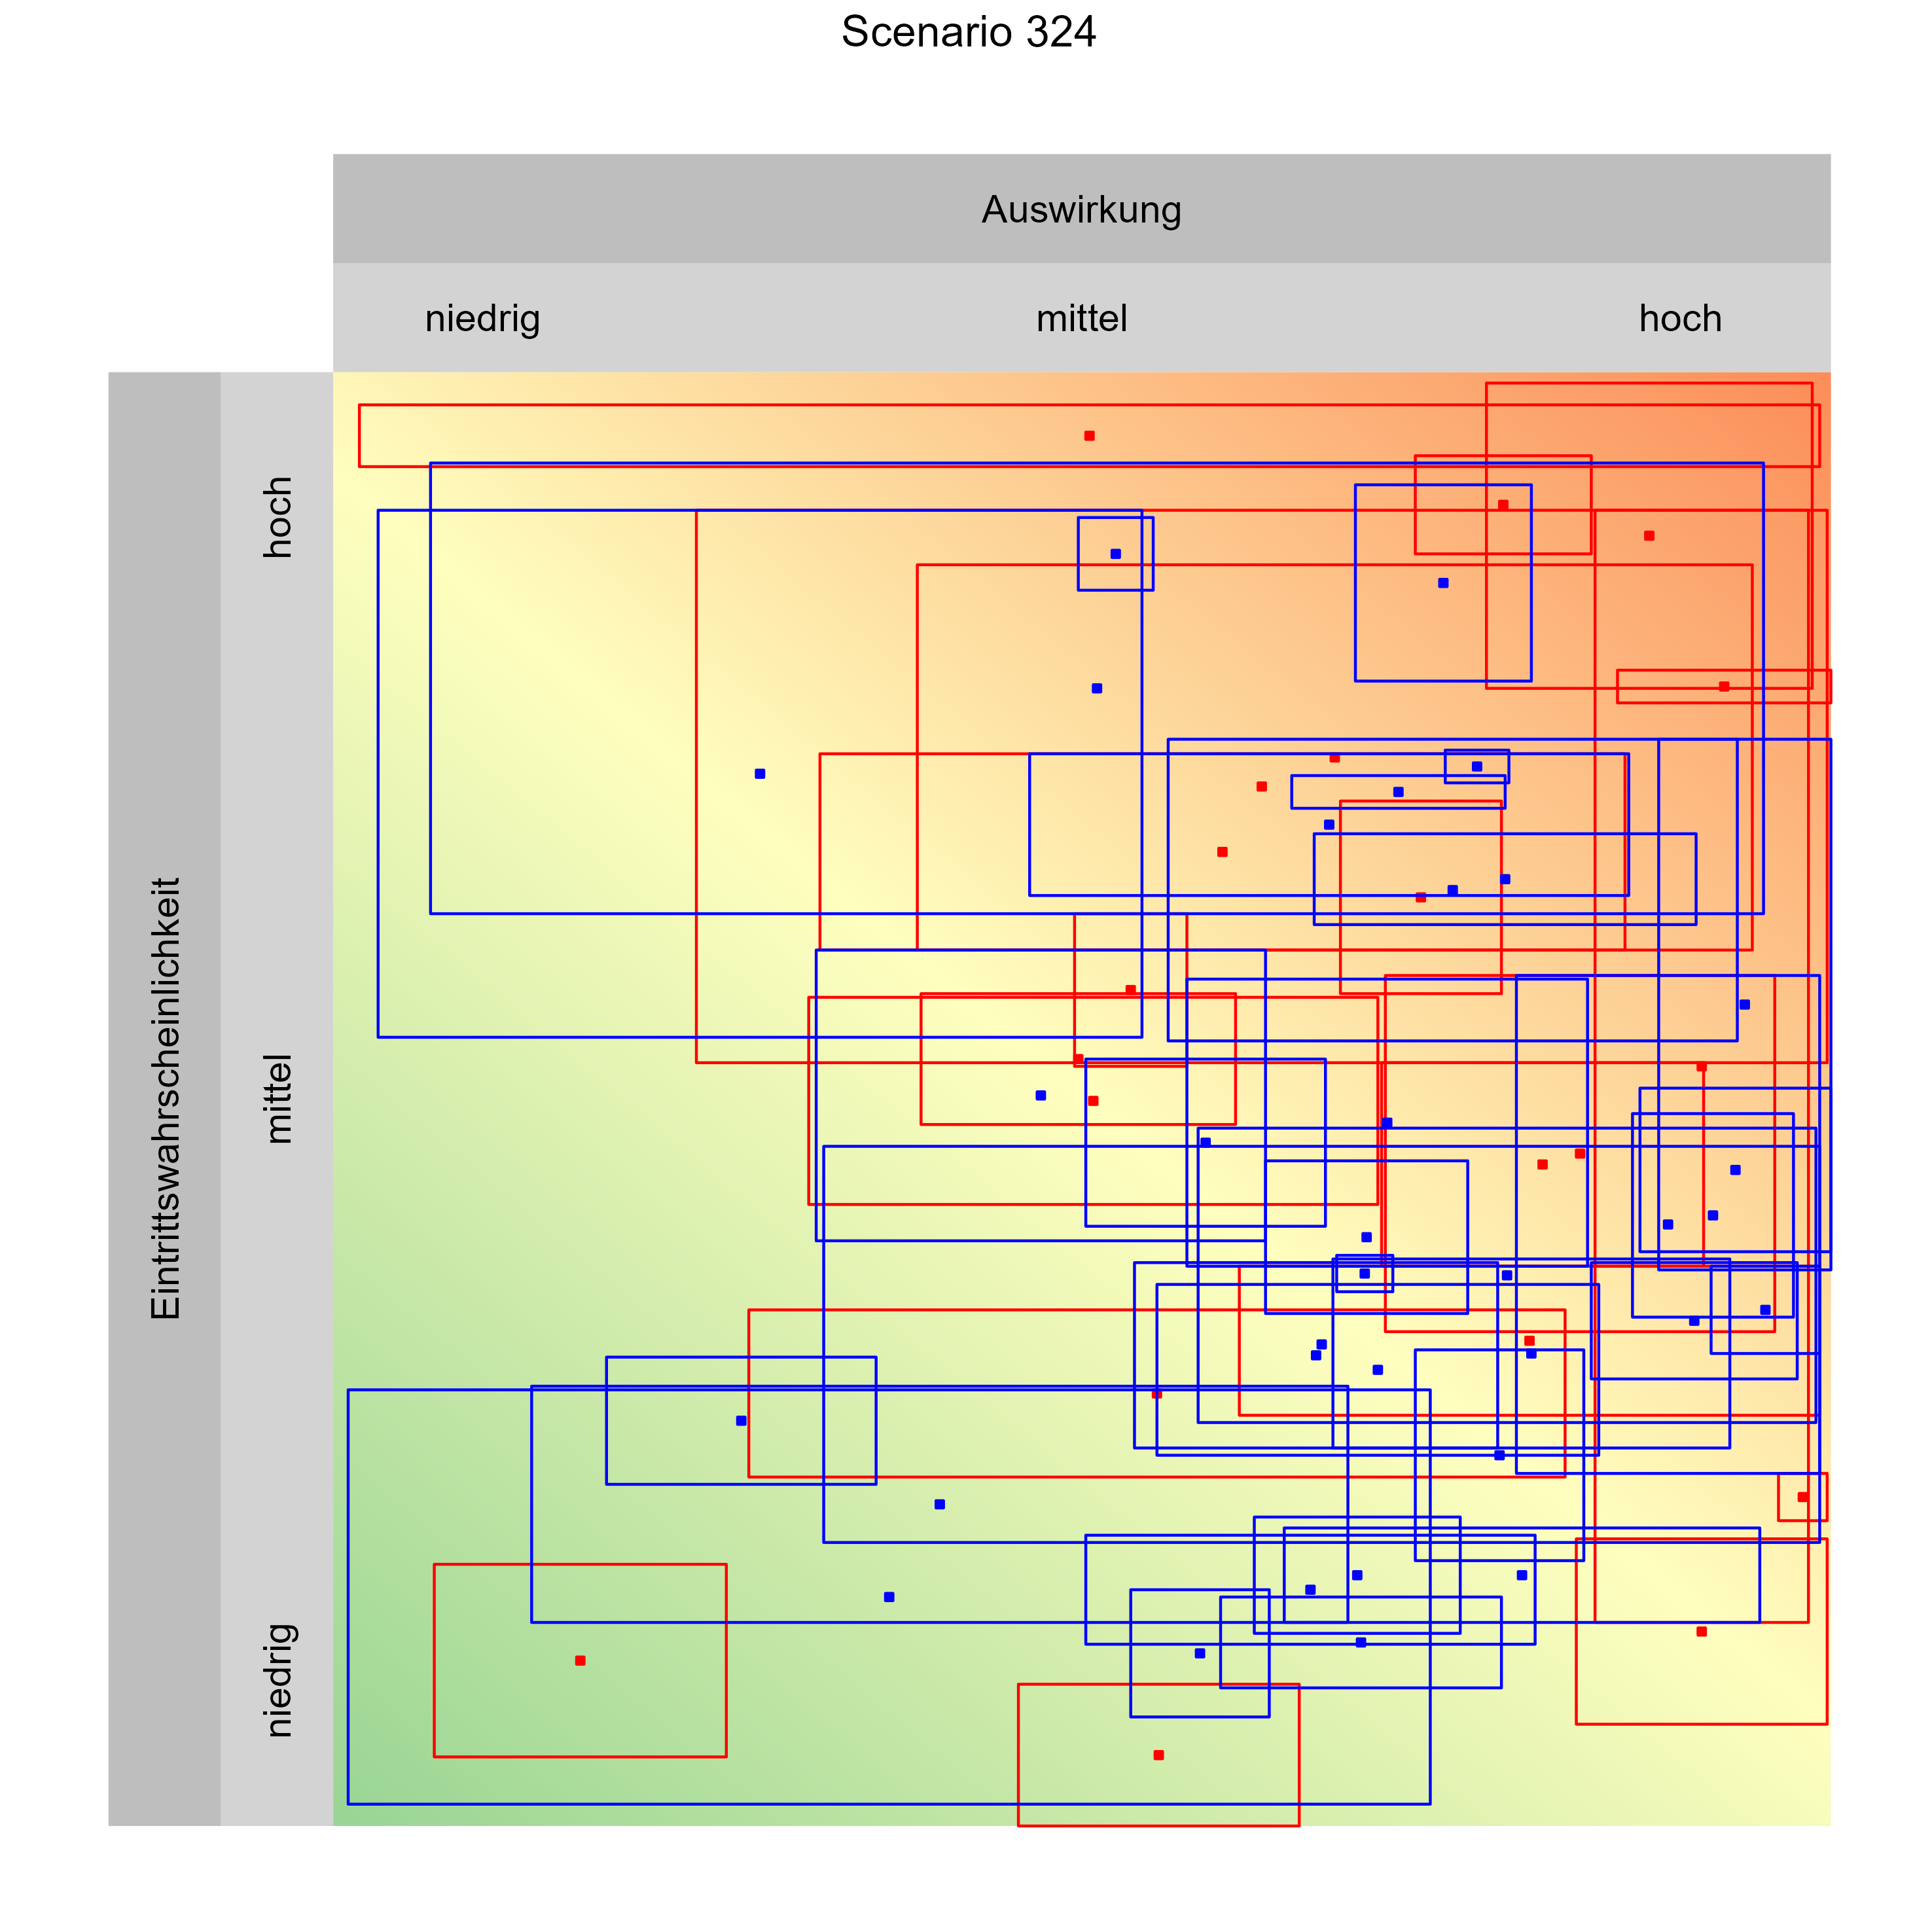 Scenario 324
Auswirkung
niedrig
mittel
hoch
Eintrittswahrscheinlichkeit
hoch
mittel
niedrig